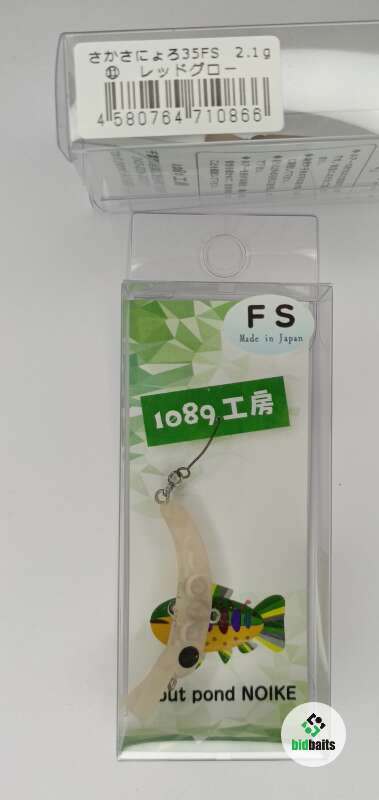 さかさにょろ35FS 2.1g
⑪ レッドグロー
4 580764 710866
FS
Made in Japan
1089工房
out pond NOIKE
bidbaits